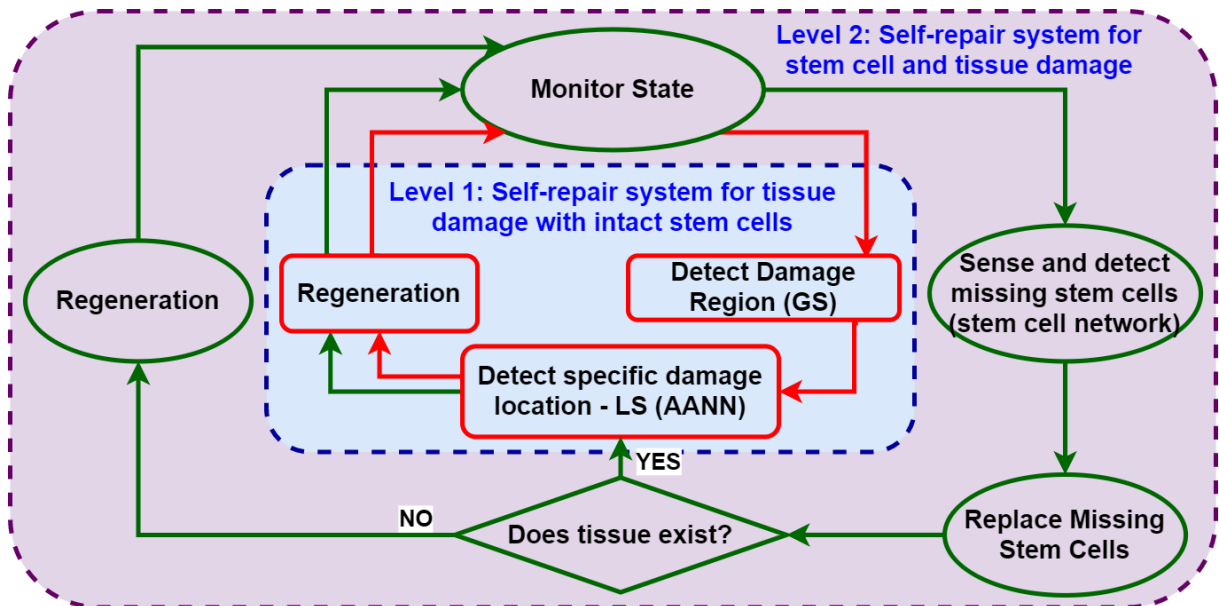 Level 2: Self-repair system for
stem cell and tissue damage
Monitor State
Level 1: Self-repair system for tissue
damage with intact stem cells
Regeneration
Regeneration
Detect Damage
Region (GS)
Sense and detect
missing stem cells
(stem cell network)
Detect specific damage
location - LS (AANN)
YES
NO
Does tissue exist?
Replace Missing
Stem Cells